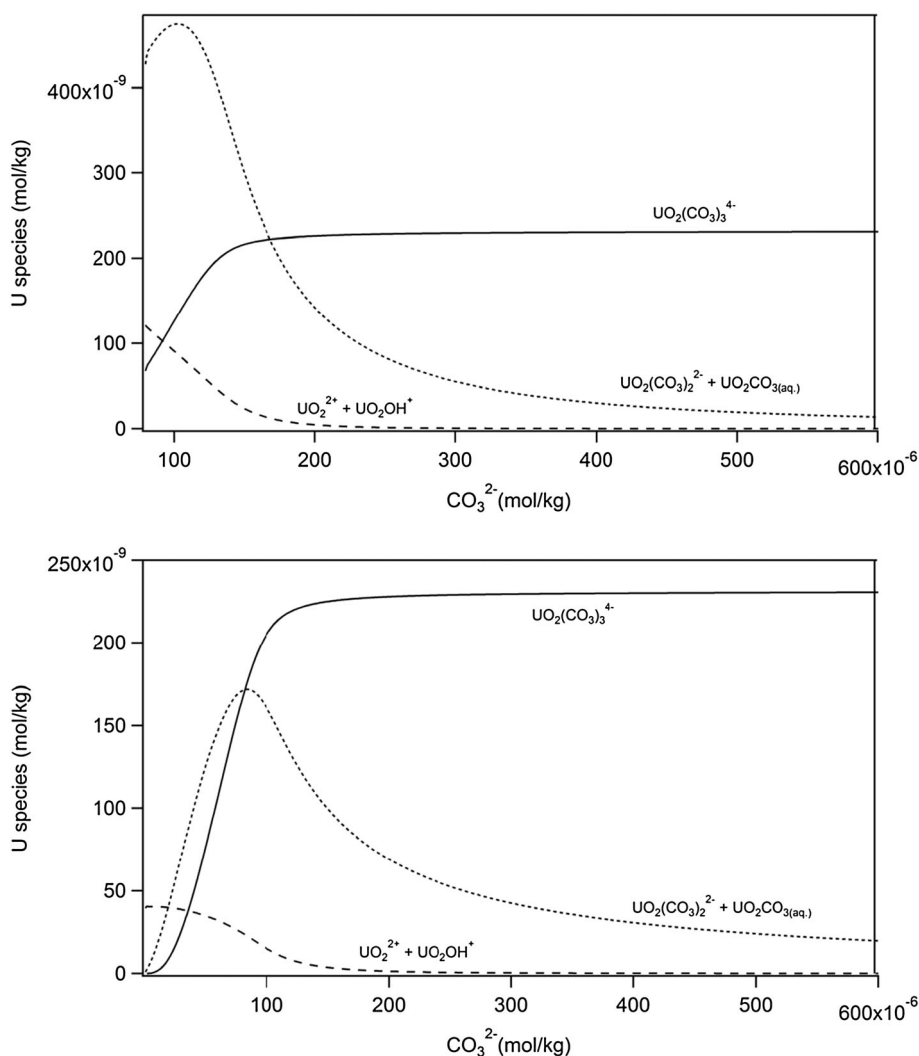 400x10⁻⁹
300
200
100
0
U species (mol/kg)
UO₂(CO₃)₃⁴⁻
UO₂(CO₃)₂²⁻ + UO₂CO₃(aq.)
UO₂²⁺ + UO₂OH⁺
100 200 300 400 500 600x10⁻⁶
CO₃²⁻(mol/kg)
250x10⁻⁹
200
150
100
50
0
U species (mol/kg)
UO₂(CO₃)₃⁴⁻
UO₂(CO₃)₂²⁻ + UO₂CO₃(aq.)
UO₂²⁺ + UO₂OH⁺
100 200 300 400 500 600x10⁻⁶
CO₃²⁻(mol/kg)